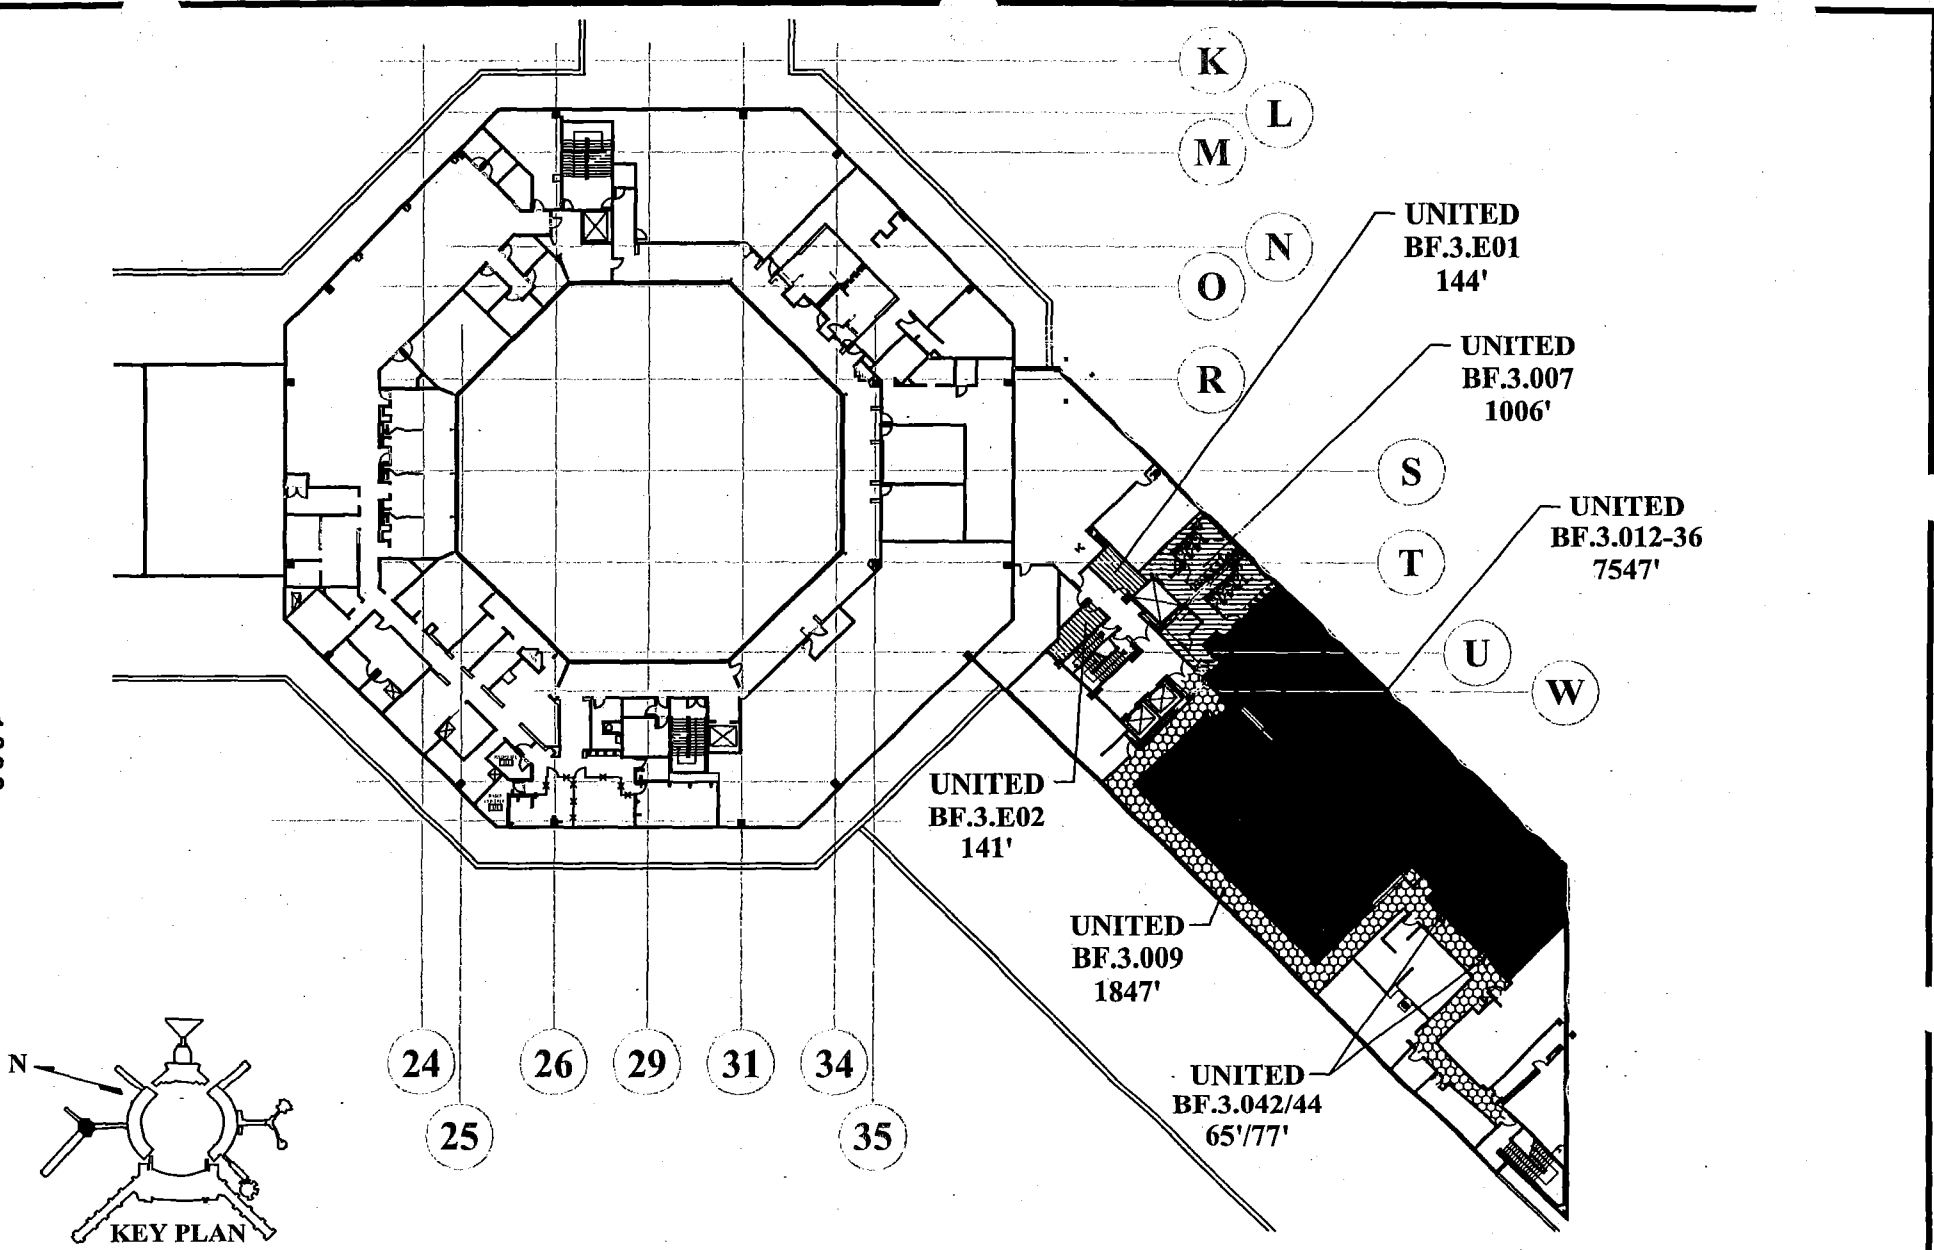 K
L
M
N
O
R
S
T
U
W
UNITED
BF.3.E01
144'
UNITED
BF.3.007
1006'
UNITED
BF.3.012-36
7547'
UNITED
BF.3.E02
141'
UNITED
BF.3.009
1847'
UNITED
BF.3.042/44
65'/77'
24
26
29
31
34
25
35
N
KEY PLAN